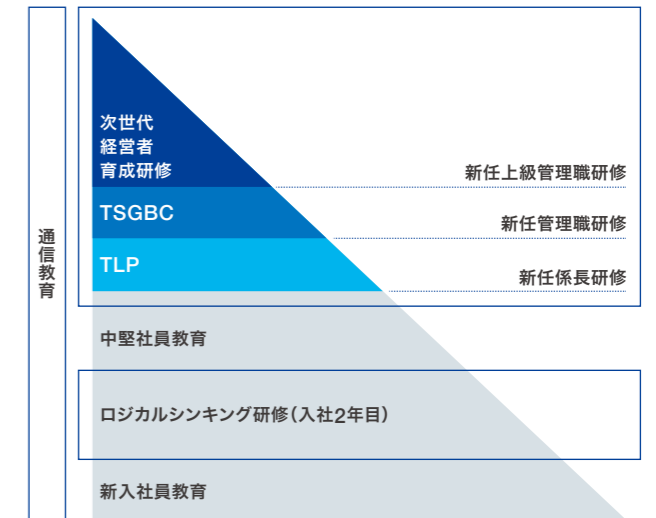 通信教育
次世代
経営者
育成研修
新任上級管理職研修
TSGBC
新任管理職研修
TLP
新任係長研修
中堅社員教育
ロジカルシンキング研修（入社2年目）
新入社員教育